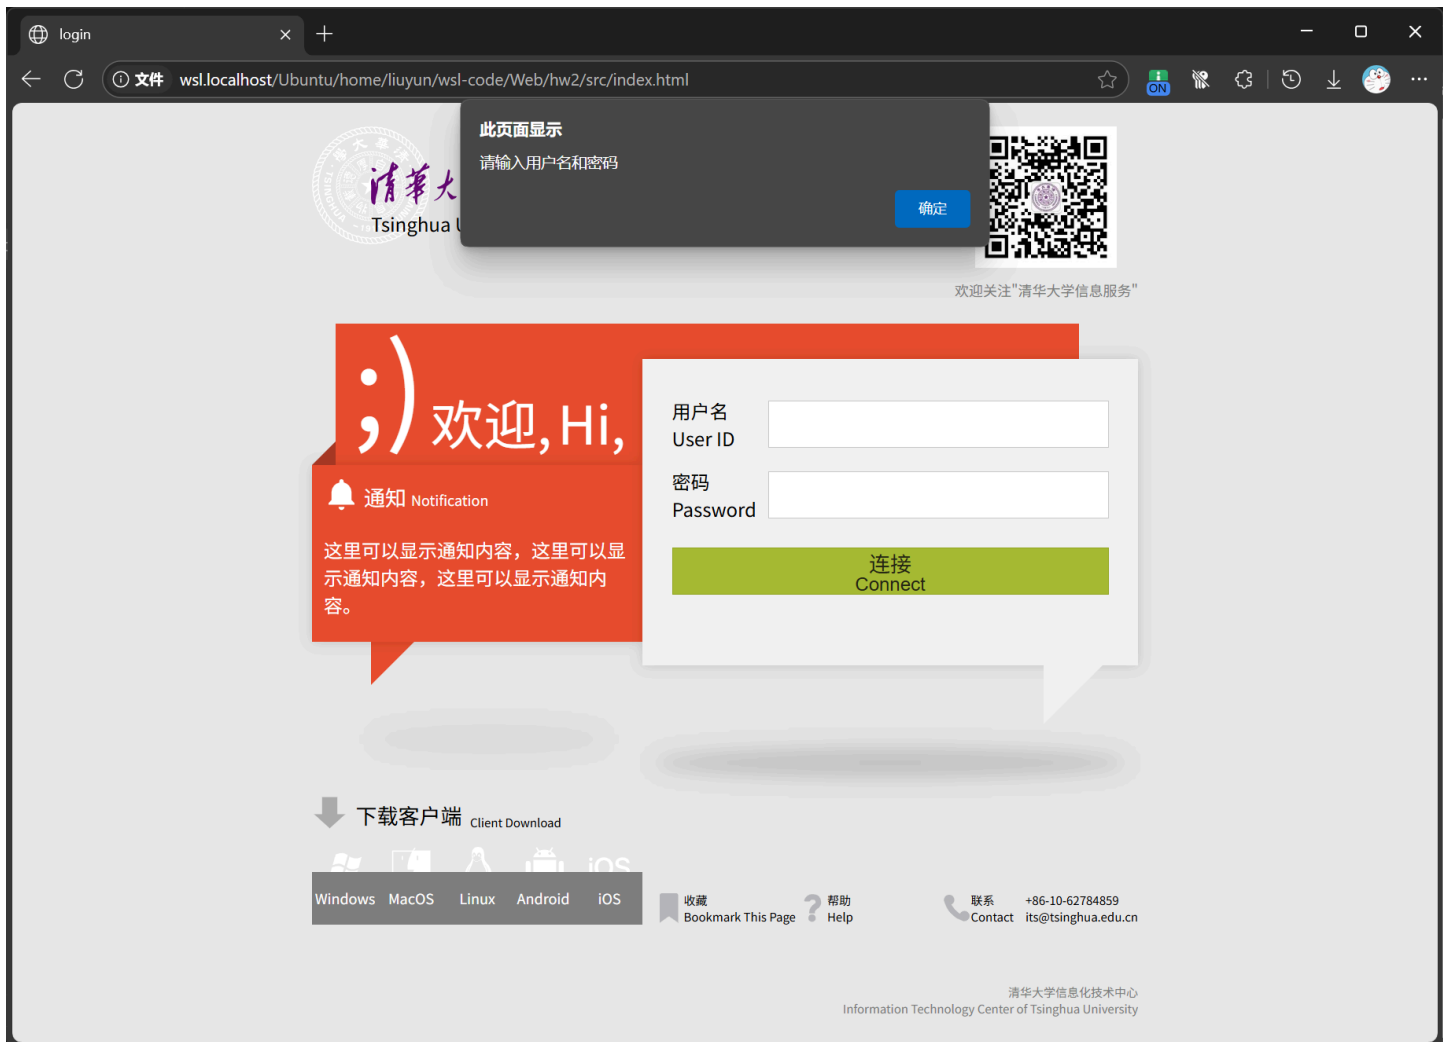 login
文件 wsl.localhost/Ubuntu/home/liuyun/wsl-code/Web/hw2/src/index.html
ON
此页面显示
请输入用户名和密码
确定
清華大
Tsinghua
欢迎关注"清华大学信息服务"
;) 欢迎,Hi,
用户名
User ID
密码
Password
连接
Connect
通知 Notification
这里可以显示通知内容，这里可以显
示通知内容，这里可以显示通知内
容。
下载客户端 Client Download
iOS
Windows MacOS Linux Android iOS
收藏
Bookmark This Page
帮助
Help
联系 +86-10-62784859
Contact its@tsinghua.edu.cn
清华大学信息化技术中心
Information Technology Center of Tsinghua University